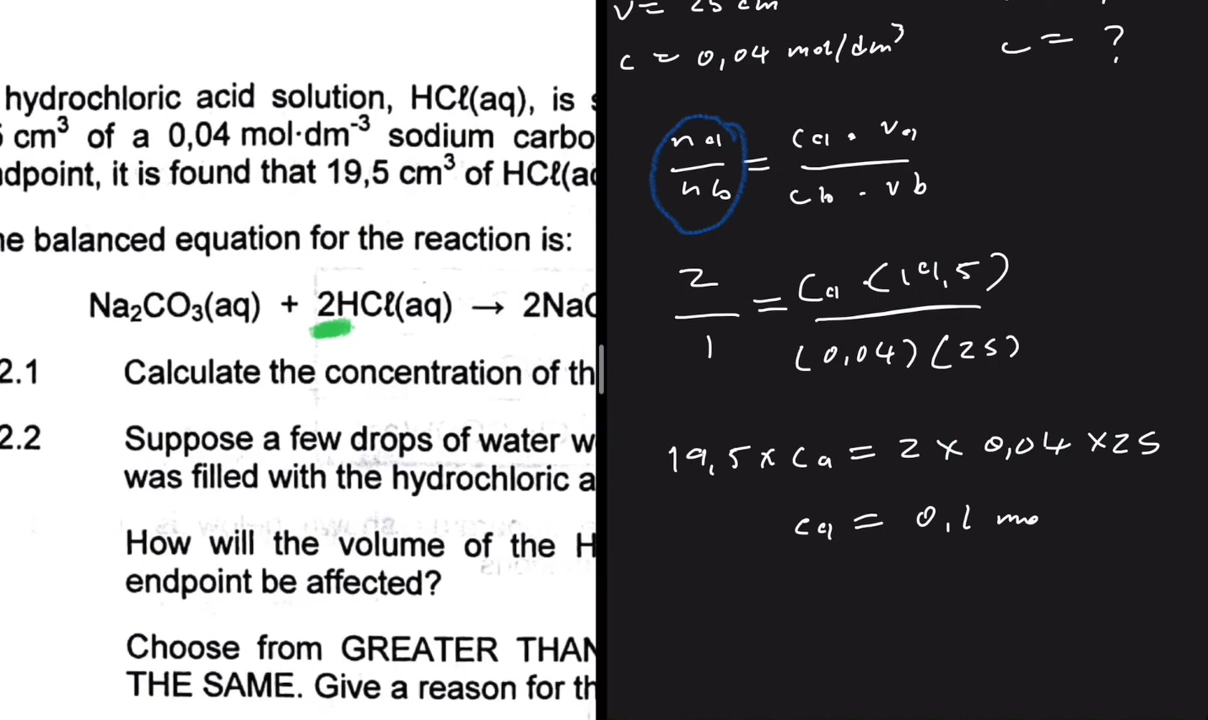 hydrochloric acid solution, HCℓ(aq), is
cm³ of a 0,04 mol·dm⁻³ sodium carbo
dpoint, it is found that 19,5 cm³ of HCℓ(a
e balanced equation for the reaction is:
Na₂CO₃(aq) + 2HCℓ(aq) → 2NaC
2.1 Calculate the concentration of th
2.2 Suppose a few drops of water w
was filled with the hydrochloric a
How will the volume of the H
endpoint be affected?
Choose from GREATER THAN
THE SAME. Give a reason for th
v = 25 cm
c = 0,04 mol/dm³ c = ?
na / nb = ca · va / cb · vb
2 / 1 = ca · (19,5) / (0,04)(25)
19,5 × ca = 2 × 0,04 × 25
ca = 0,1 mo